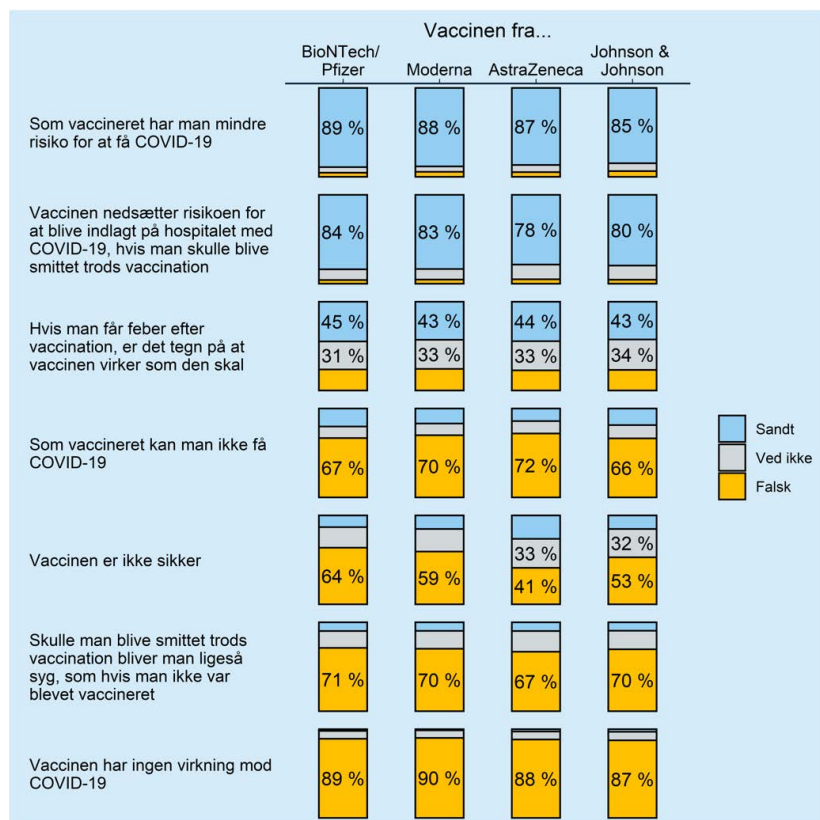 Vaccinen fra...
BioNTech/
Pfizer
Moderna
AstraZeneca
Johnson &
Johnson
Som vaccineret har man mindre
risiko for at få COVID-19
89 %
88 %
87 %
85 %
Vaccinen nedsætter risikoen for
at blive indlagt på hospitalet med
COVID-19, hvis man skulle blive
smittet trods vaccination
84 %
83 %
78 %
80 %
Hvis man får feber efter
vaccination, er det tegn på at
vaccinen virker som den skal
45 %
43 %
44 %
43 %
31 %
33 %
33 %
34 %
Som vaccineret kan man ikke få
COVID-19
67 %
70 %
72 %
66 %
Sandt
Ved ikke
Falsk
Vaccinen er ikke sikker
33 %
32 %
64 %
59 %
41 %
53 %
Skulle man blive smittet trods
vaccination bliver man ligeså
syg, som hvis man ikke var
blevet vaccineret
71 %
70 %
67 %
70 %
Vaccinen har ingen virkning mod
COVID-19
89 %
90 %
88 %
87 %